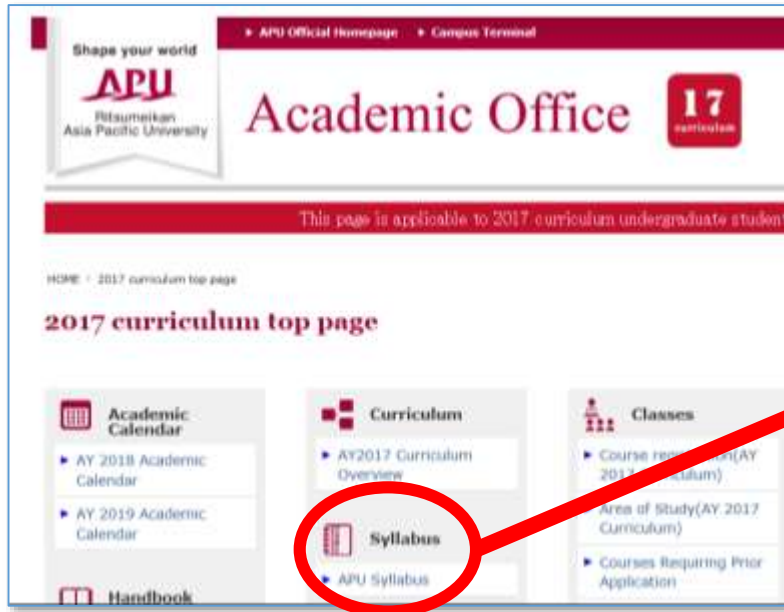 APU Official Homepage
Campus Terminal
Shape your world
APU
Ritsumeikan
Asia Pacific University
Academic Office
17
curriculum
This page is applicable to 2017 curriculum undergraduate student
HOME
2017 curriculum top page
2017 curriculum top page
Academic
Calendar
AY 2018 Academic
Calendar
AY 2019 Academic
Calendar
Handbook
Curriculum
AY2017 Curriculum
Overview
Syllabus
APU Syllabus
Classes
Course (AY
2017
Area of Study(AY 2017
Curriculum)
Courses Requiring Prior
Application